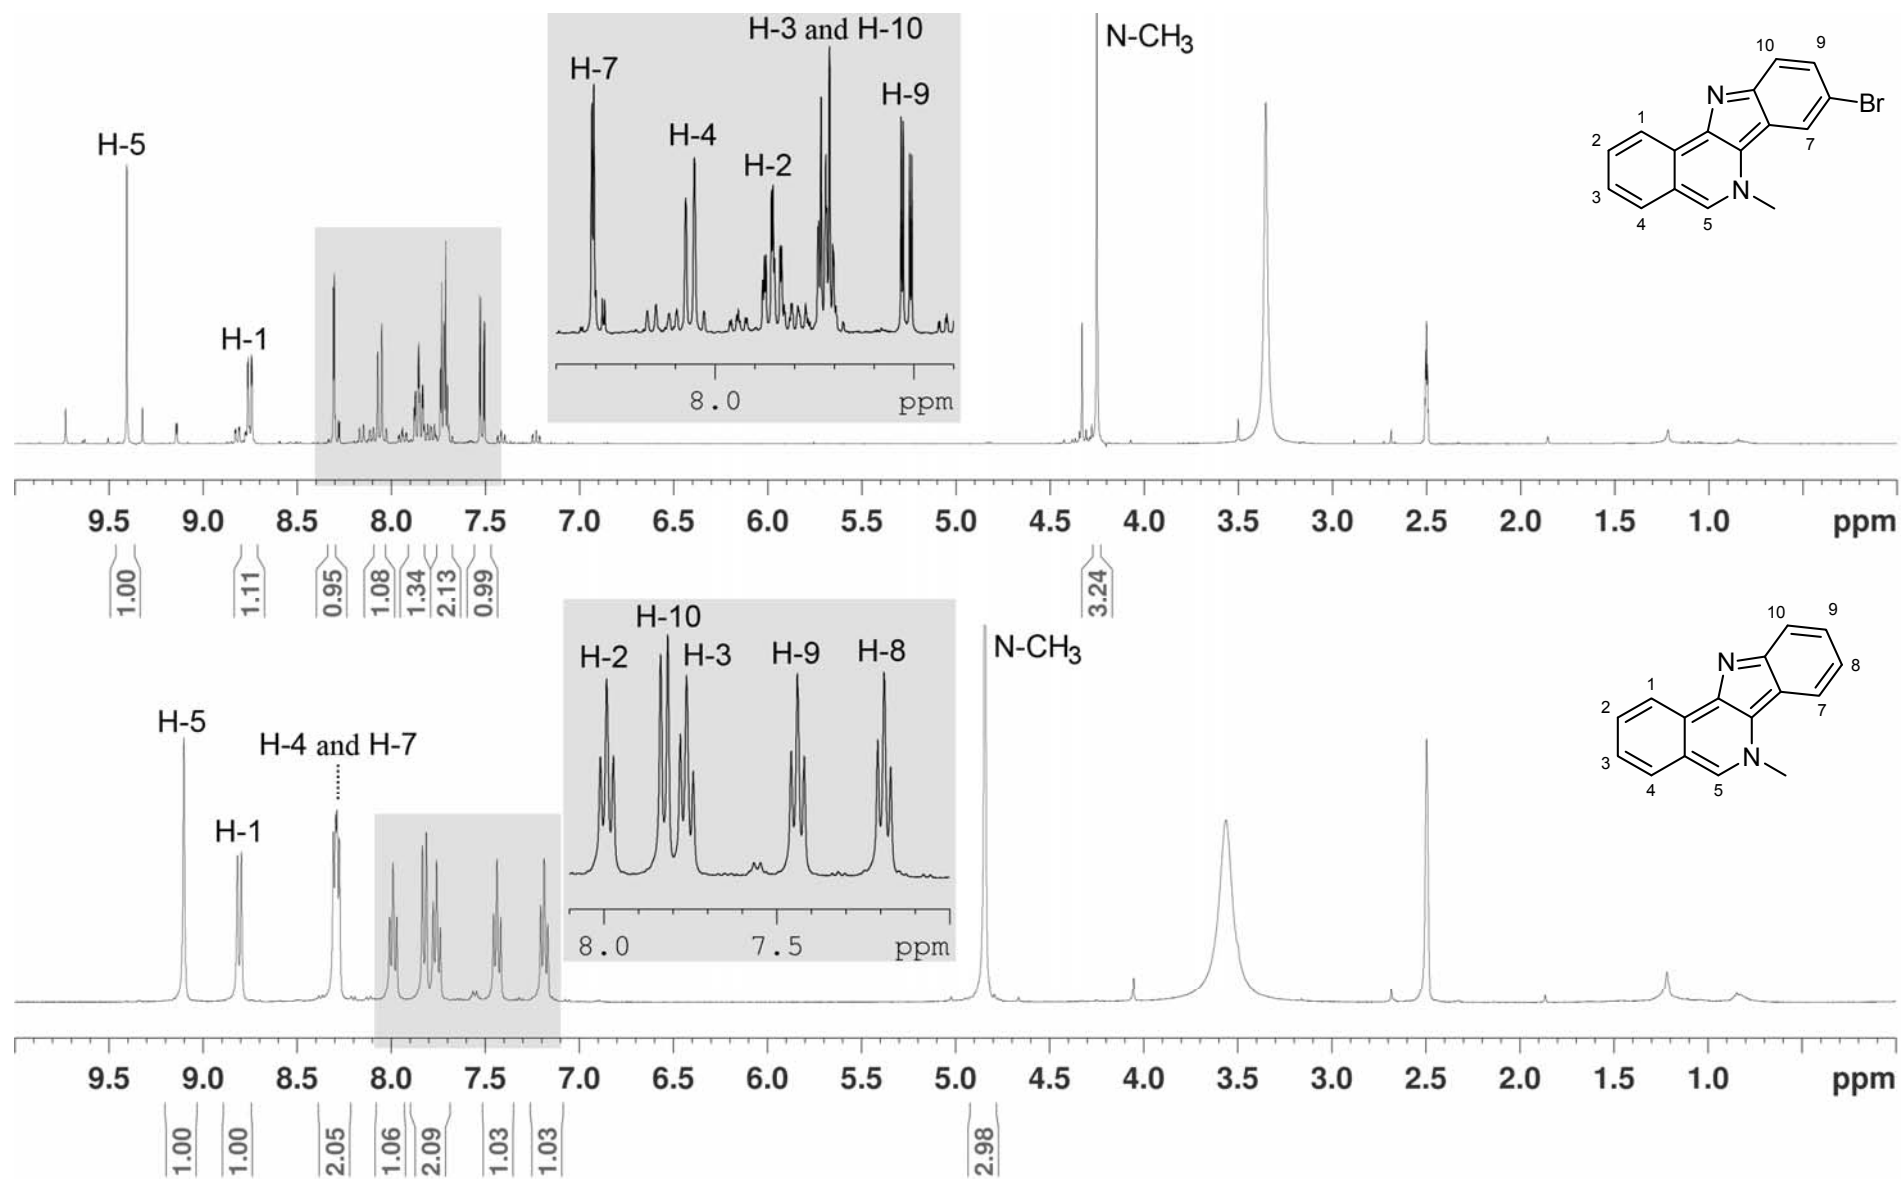 H-5
H-1
H-7
H-4
H-2
H-3 and H-10
H-9
8.0 ppm
N-CH3
10
9
N
Br
1
2
7
3
N
4
5
9.5 9.0 8.5 8.0 7.5 7.0 6.5 6.0 5.5 5.0 4.5 4.0 3.5 3.0 2.5 2.0 1.5 1.0 ppm
1.00 1.11 0.95 1.08 1.34 2.13 0.99 3.24
H-5
H-1
H-4 and H-7
H-2
H-10
H-3
H-9
H-8
8.0 7.5 ppm
N-CH3
10
9
N
8
1
2
7
3
N
4
5
9.5 9.0 8.5 8.0 7.5 7.0 6.5 6.0 5.5 5.0 4.5 4.0 3.5 3.0 2.5 2.0 1.5 1.0 ppm
1.00 1.00 2.05 1.06 2.09 1.03 1.03 2.98